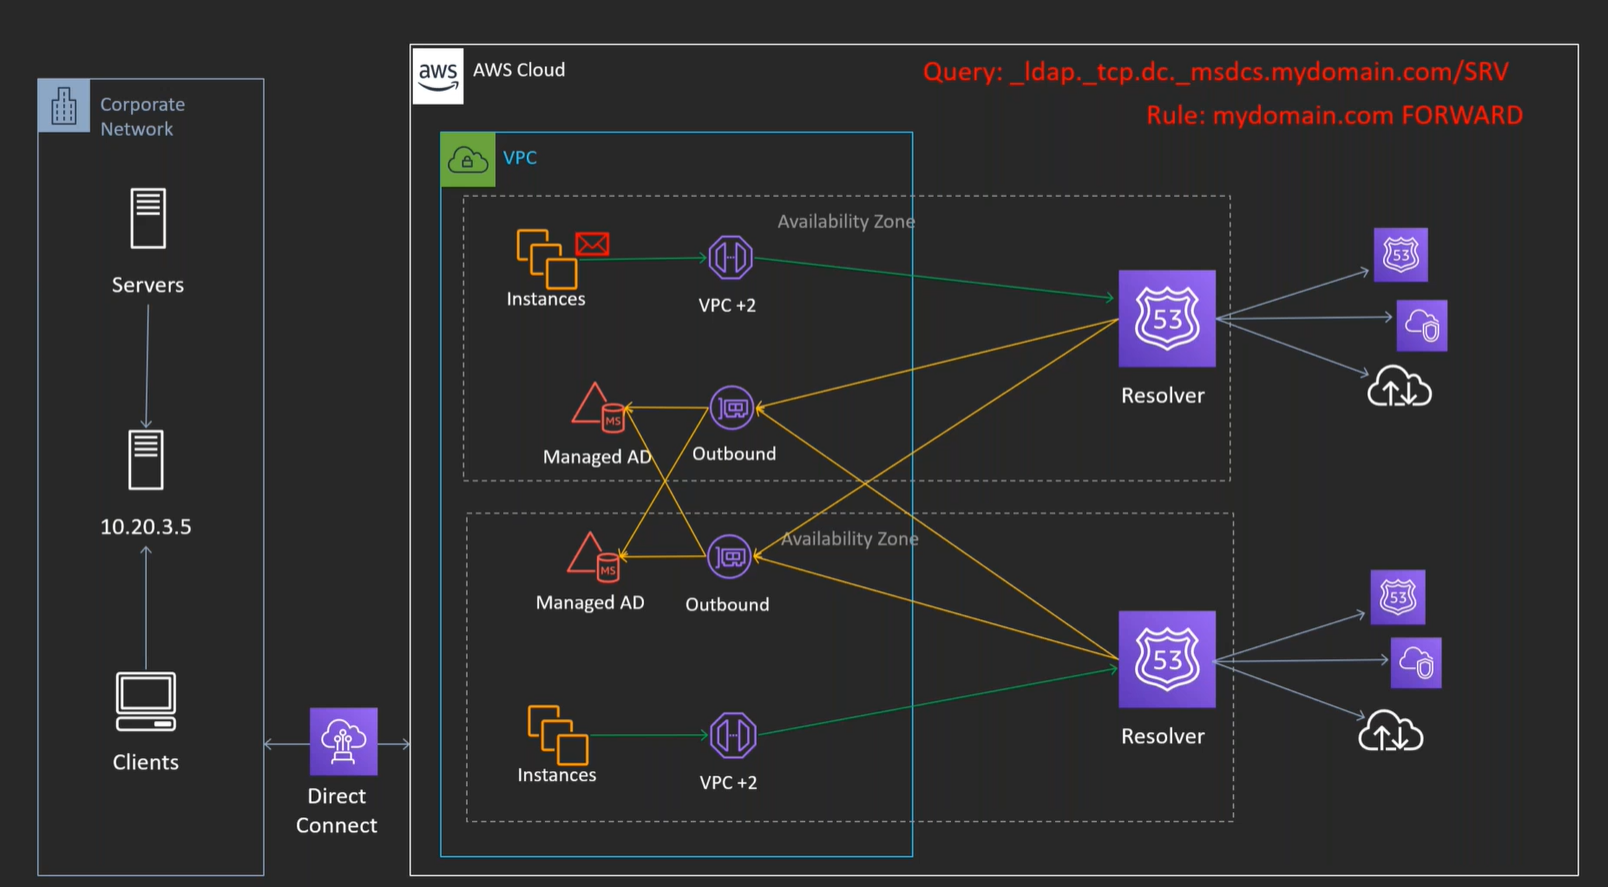 aws
AWS Cloud
Query: _ldap._tcp.dc._msdcs.mydomain.com/SRV
Rule: mydomain.com FORWARD
Corporate
Network
VPC
Availability Zone
Servers
Instances
VPC +2
53
Resolver
53
MS
Managed AD
Outbound
10.20.3.5
Availability Zone
MS
Managed AD
Outbound
53
Resolver
53
Clients
Instances
VPC +2
Direct
Connect